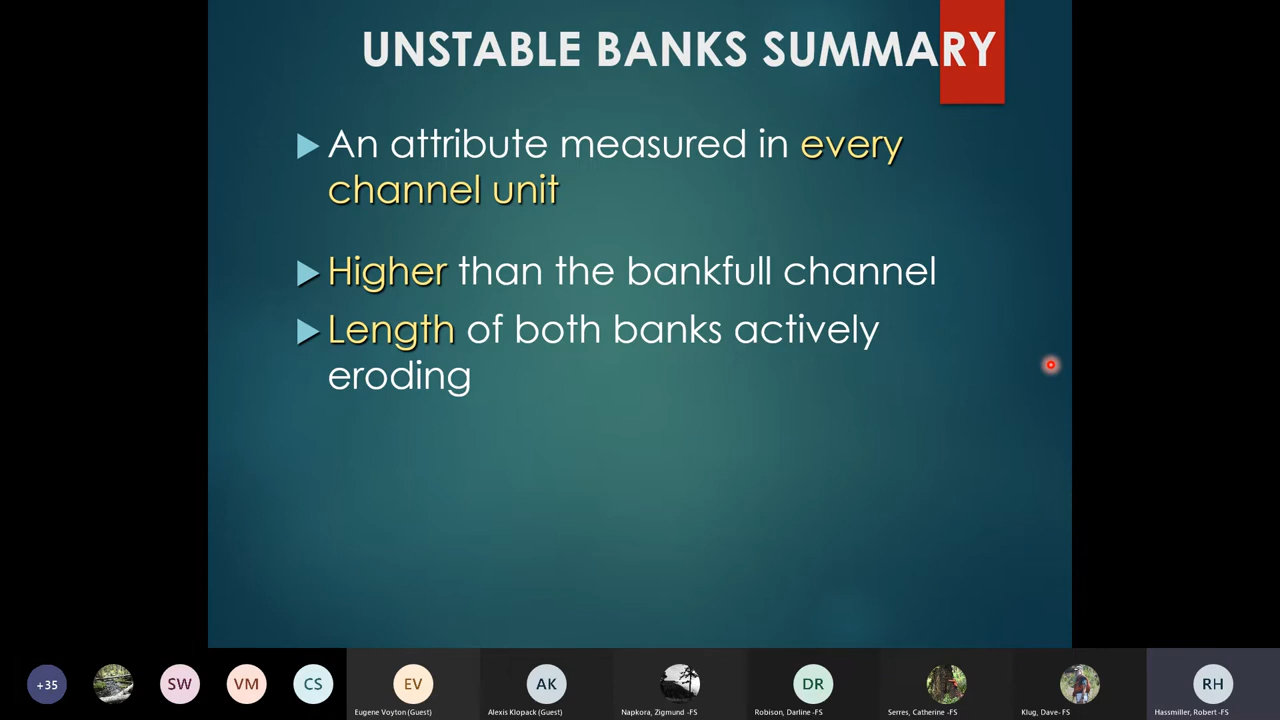 UNSTABLE BANKS SUMMARY
An attribute measured in every
channel unit
Higher than the bankfull channel
Length of both banks actively
eroding
+35
SW
VM
CS
EV
AK
DR
RH
Eugene Voyton (Guest)
Alexis Klopack (Guest)
Napkora, Zigmund -FS
Robison, Darline -FS
Serres, Catherine -FS
Klug, Dave- FS
Hassmiller, Robert -FS